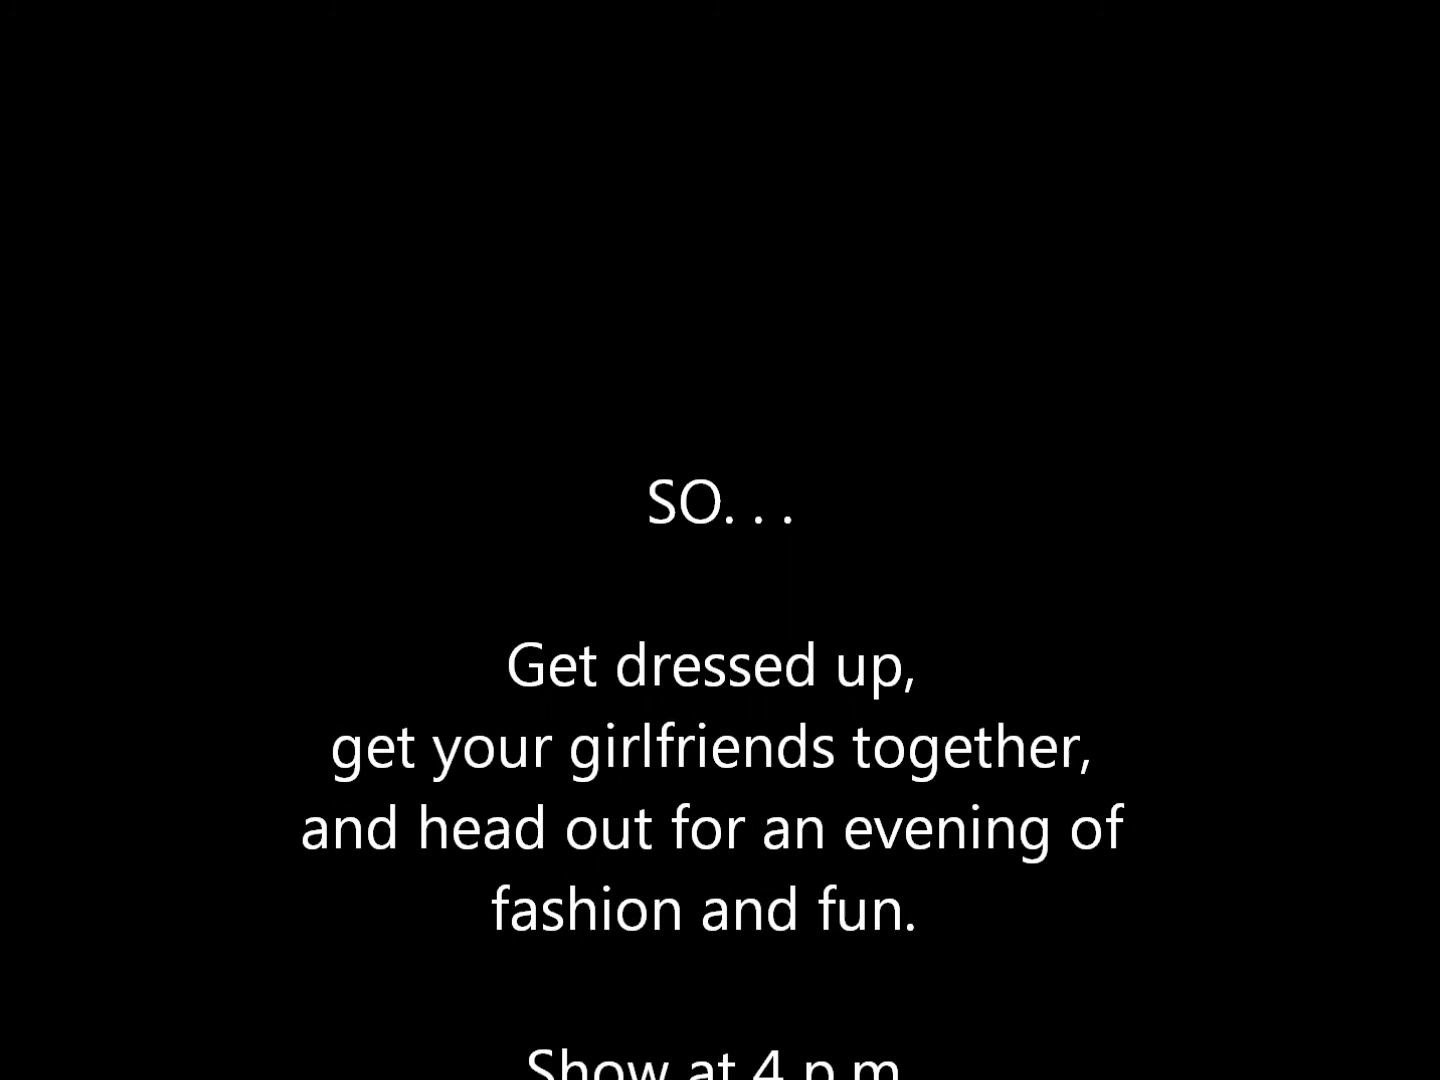 SO. . .
Get dressed up,
get your girlfriends together,
and head out for an evening of
fashion and fun.
Show at 4 p.m.